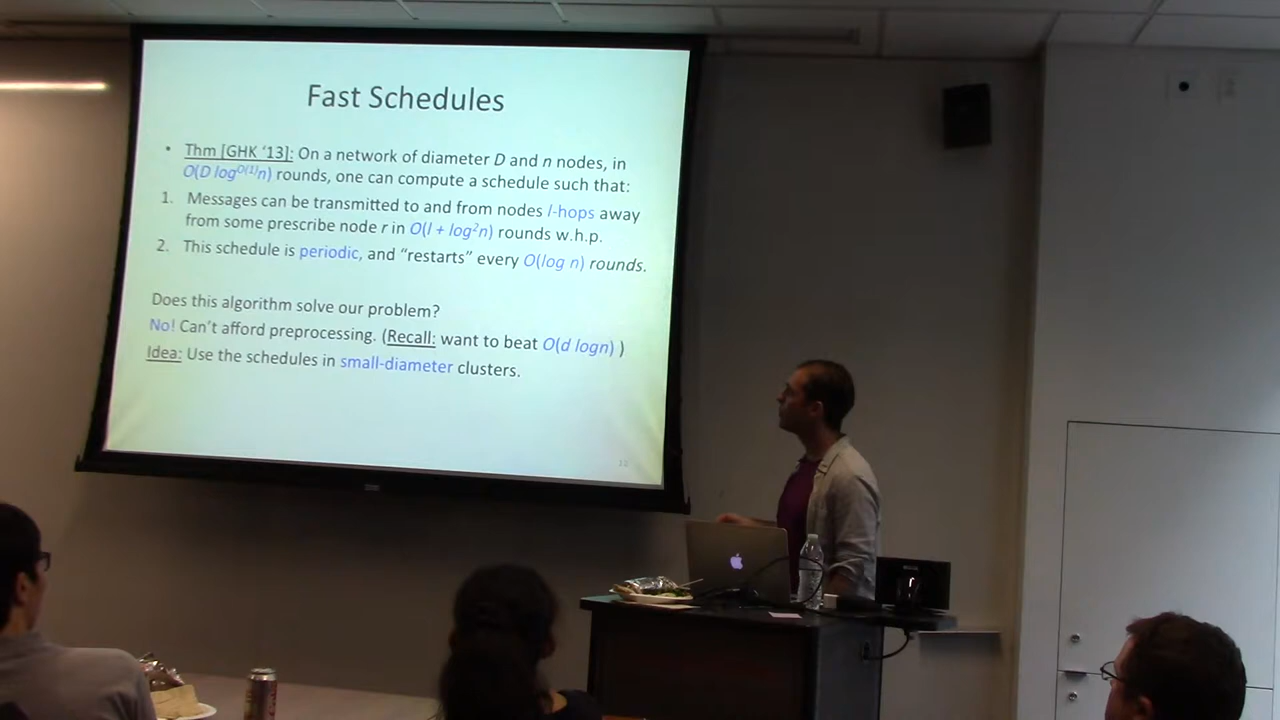 Fast Schedules
• Thm [GHK '13]: On a network of diameter D and n nodes, in
O(D log^O(1)n) rounds, one can compute a schedule such that:
1. Messages can be transmitted to and from nodes l-hops away
from some prescribe node r in O(l + log²n) rounds w.h.p.
2. This schedule is periodic, and "restarts" every O(log n) rounds.
Does this algorithm solve our problem?
No! Can't afford preprocessing. (Recall: want to beat O(d logn) )
Idea: Use the schedules in small-diameter clusters.